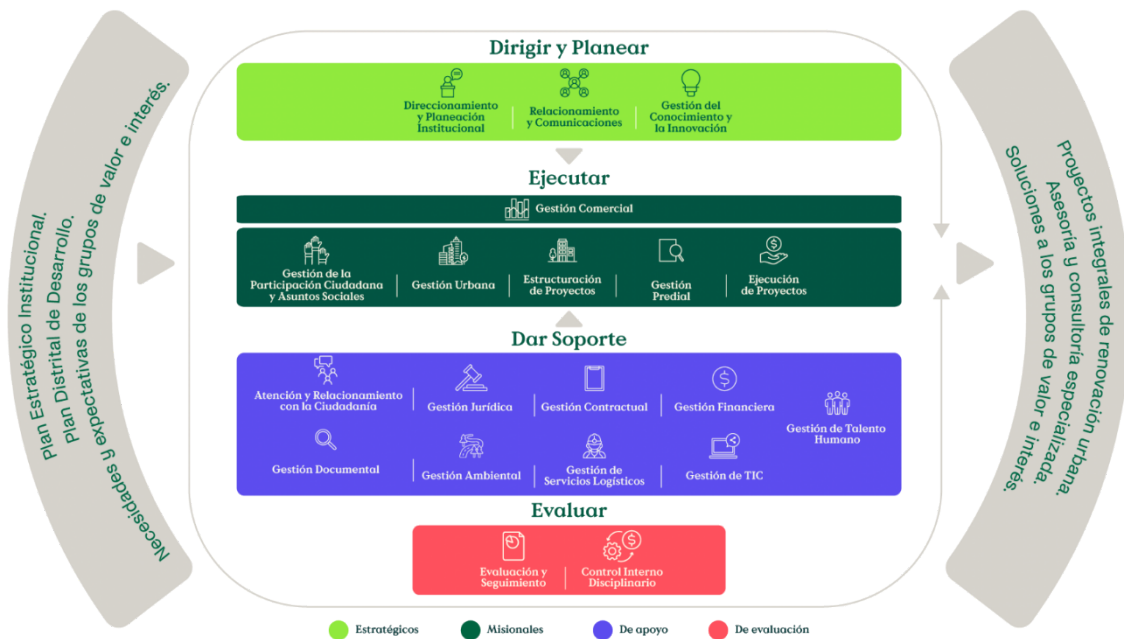 Plan Estratégico Institucional.
Plan Distrital de Desarrollo.
Necesidades y expectativas de los grupos de valor e interés.
Dirigir y Planear
Direccionamiento
y Planeación
Institucional
Relacionamiento
y Comunicaciones
Gestión del
Conocimiento y
la Innovación
Ejecutar
Gestión Comercial
Gestión de la
Participación Ciudadana
y Asuntos Sociales
Gestión Urbana
Estructuración
de Proyectos
Gestión
Predial
Ejecución
de Proyectos
Dar Soporte
Atención y Relacionamiento
con la Ciudadanía
Gestión Jurídica
Gestión Contractual
Gestión Financiera
Gestión de Talento
Humano
Gestión Documental
Gestión Ambiental
Gestión de
Servicios Logísticos
Gestión de TIC
Evaluar
Evaluación y
Seguimiento
Control Interno
Disciplinario
Proyectos integrales de renovación urbana.
Asesoría y consultoría especializada.
Soluciones a los grupos de valor e interés.
Estratégicos
Misionales
De apoyo
De evaluación